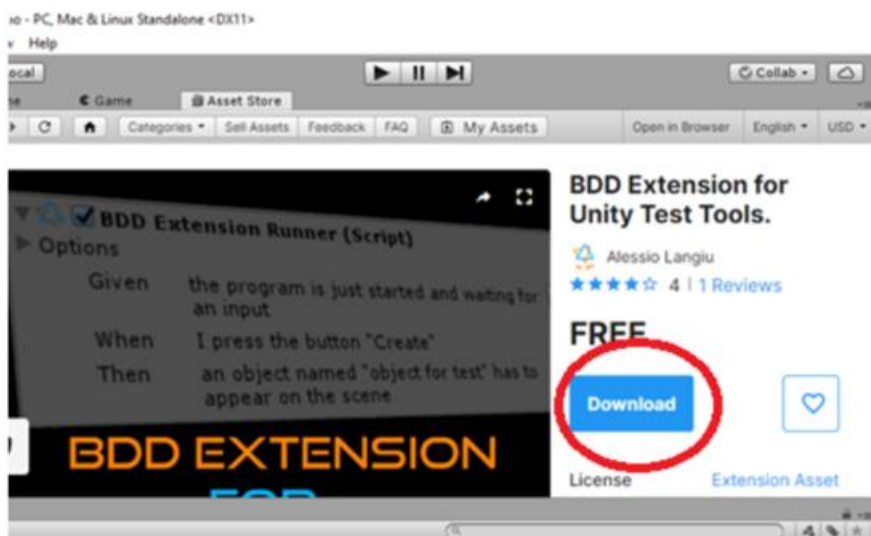 no - PC, Mac & Linux Standalone <DX11>
Help
ocal
Collab
Game
Asset Store
Categories
Sell Assets
Feedback
FAQ
My Assets
Open in Browser
English
USD
BDD Extension Runner (Script)
Options
Given the program is just started and waiting for
an input
When I press the button "Create"
Then an object named "object for test" has to
appear on the scene
BDD EXTENSION
FOR
BDD Extension for
Unity Test Tools.
Alessio Langiu
4 | 1 Reviews
FREE
Download
License Extension Asset